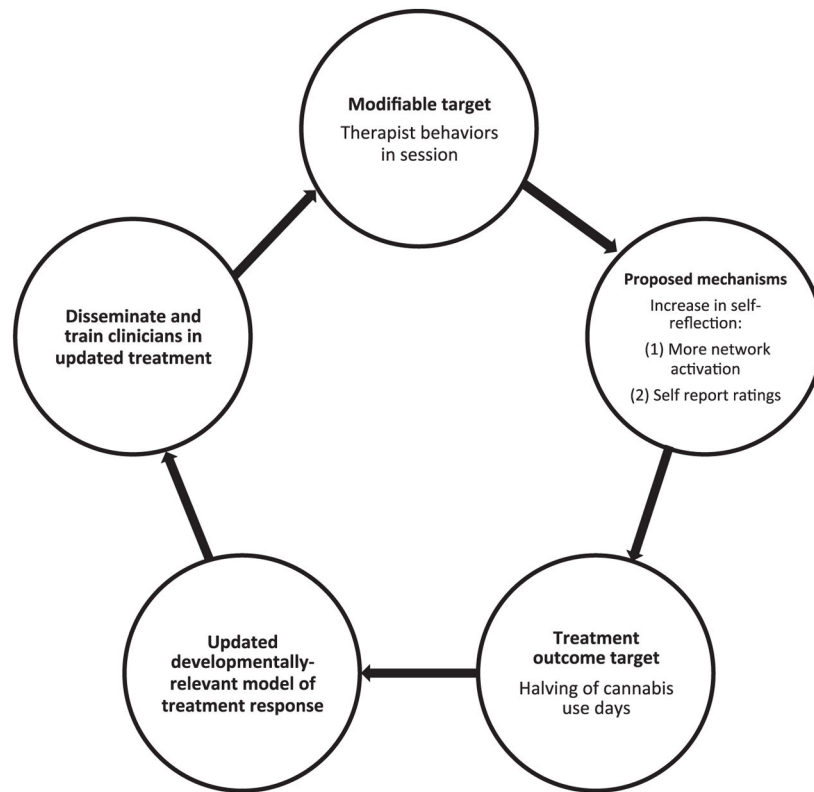 Modifiable target
Therapist behaviors
in session
Proposed mechanisms
Increase in self-
reflection:
(1) More network
activation
(2) Self report ratings
Treatment
outcome target
Halving of cannabis
use days
Updated
developmentally-
relevant model of
treatment response
Disseminate and
train clinicians in
updated treatment